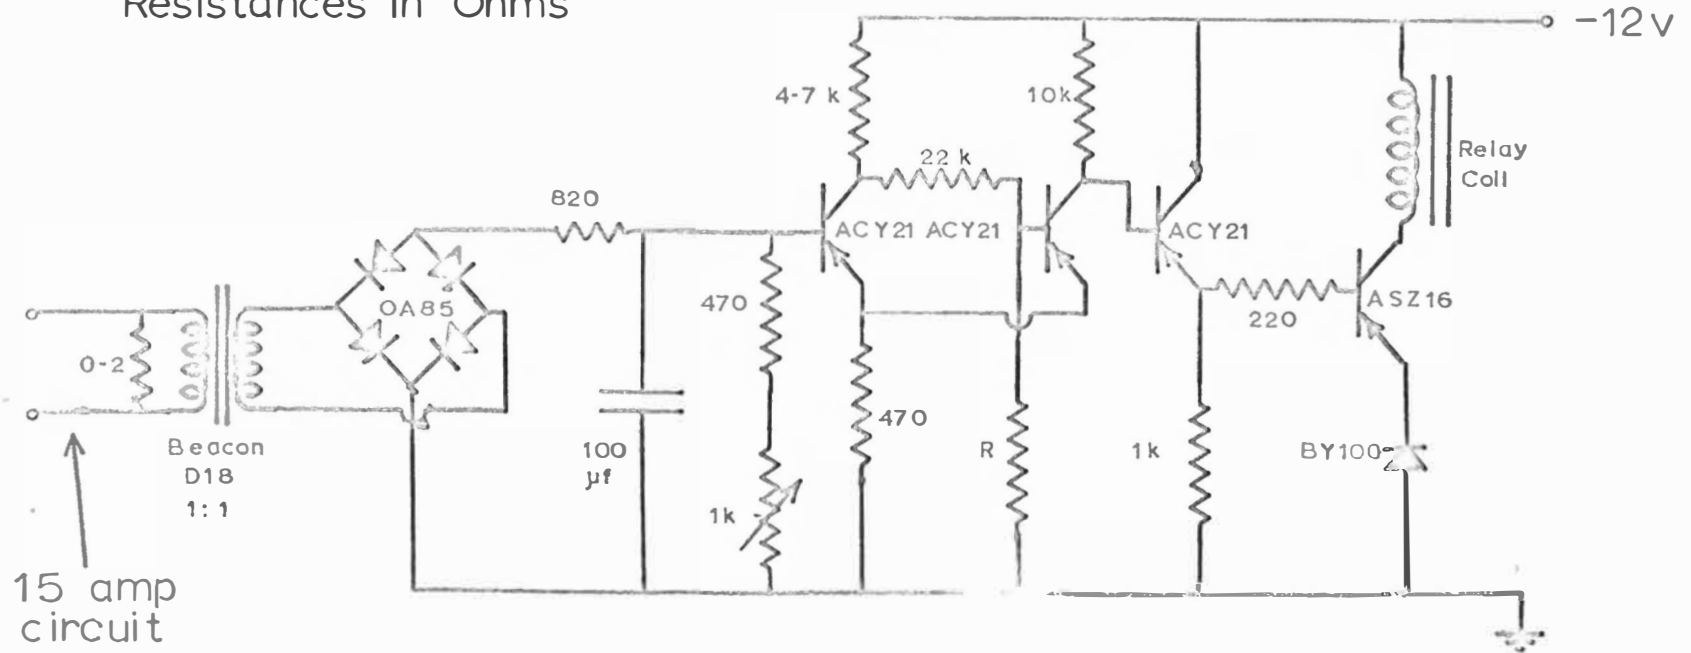 Resistances in Ohms
-12v
4-7 k
10k
22 k
Relay
Coil
820
ACY21
ACY21
ACY21
OA85
470
ASZ16
220
0-2
470
Beacon
D18
1:1
100
µf
R
1k
BY100
1k
15 amp
circuit